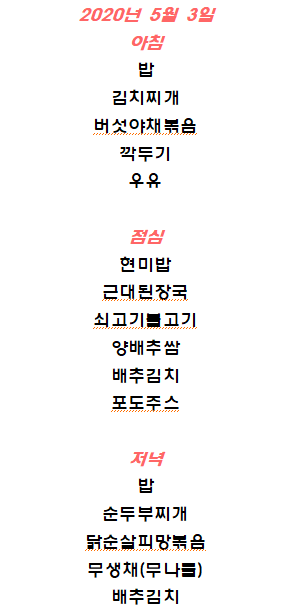 2020년 5월 3일
아침
밥
김치찌개
버섯야채볶음
깍두기
우유
점심
현미밥
근대된장국
쇠고기불고기
양배추쌈
배추김치
포도주스
저녁
밥
순두부찌개
닭순살피망볶음
무생채(무나물)
배추김치